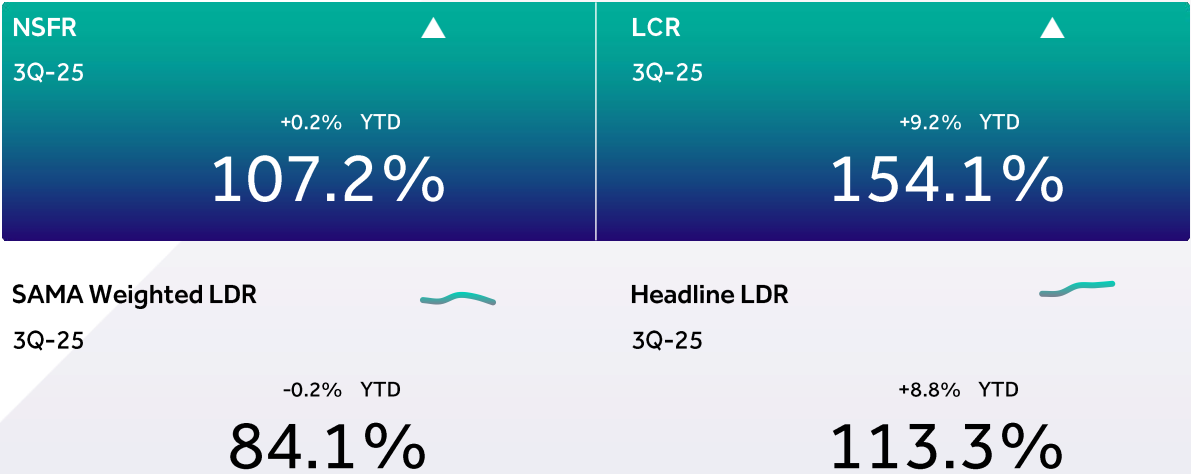 NSFR
3Q-25
+0.2% YTD
107.2%
LCR
3Q-25
+9.2% YTD
154.1%
SAMA Weighted LDR
3Q-25
-0.2% YTD
84.1%
Headline LDR
3Q-25
+8.8% YTD
113.3%